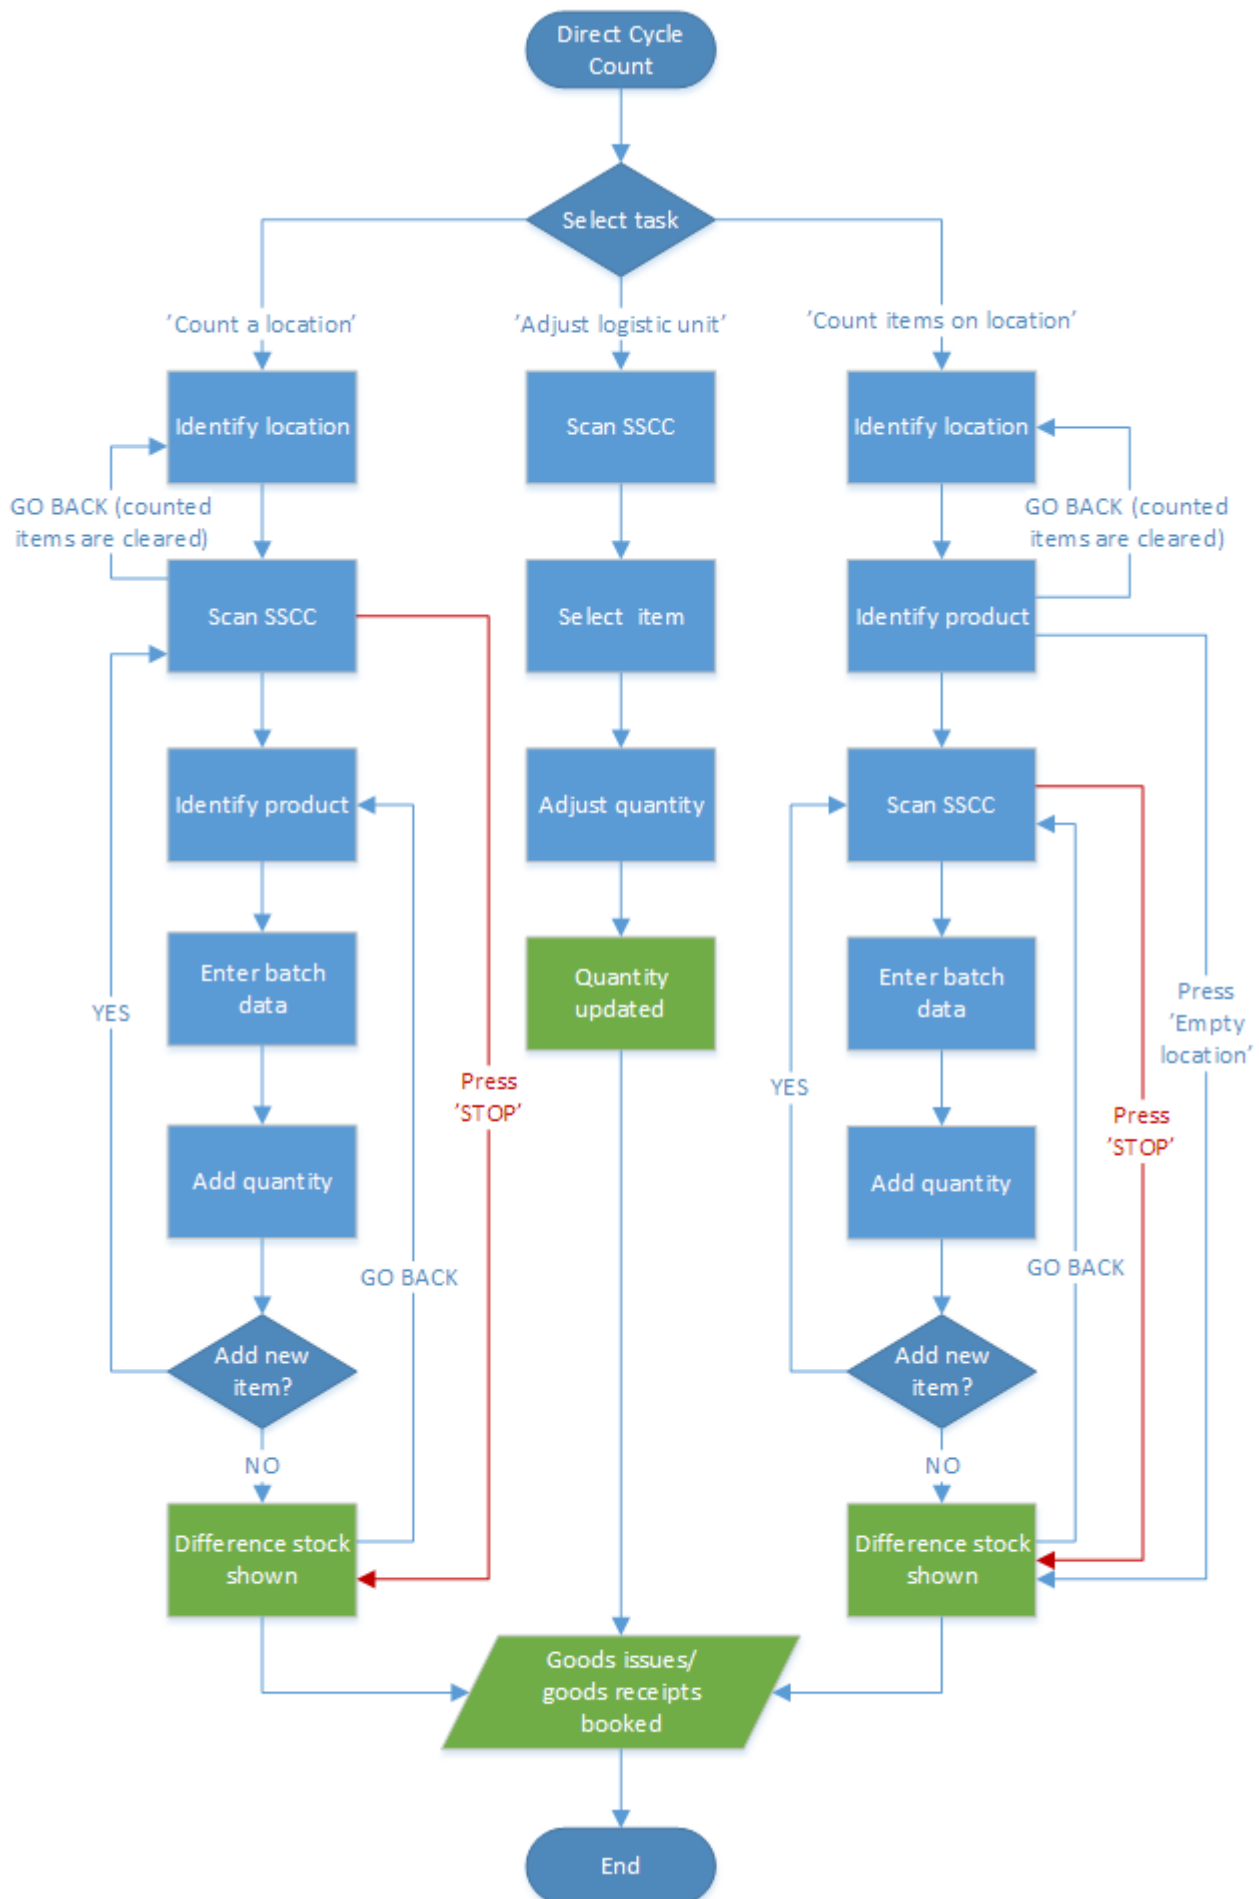 Direct Cycle
Count
Select task
'Count a location'
'Adjust logistic unit'
'Count items on location'
Identify location
Scan SSCC
Identify location
GO BACK (counted
items are cleared)
GO BACK (counted
items are cleared)
Scan SSCC
Select item
Identify product
Identify product
Adjust quantity
Scan SSCC
Enter batch
data
Quantity
updated
Enter batch
data
YES
Press
'Empty
location'
Press
'STOP'
YES
Press
'STOP'
Add quantity
Add quantity
GO BACK
GO BACK
Add new
item?
Add new
item?
NO
NO
Difference stock
shown
Difference stock
shown
Goods issues/
goods receipts
booked
End